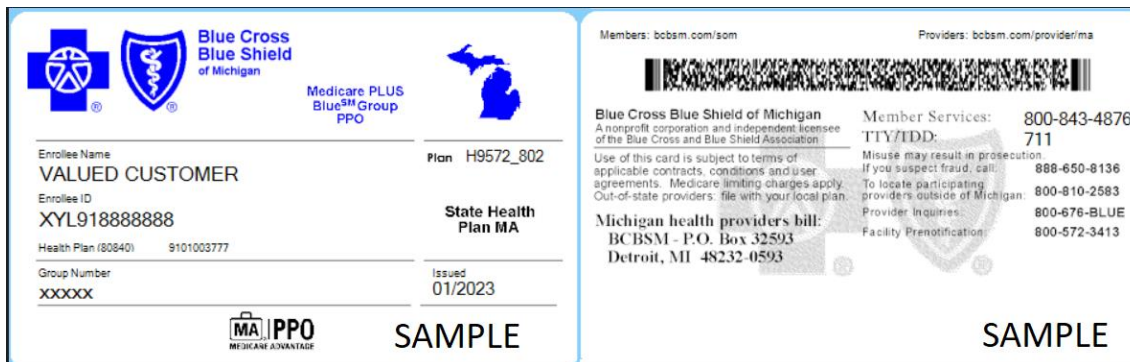 Blue Cross
Blue Shield
of Michigan
Medicare PLUS
Blue℠ Group
PPO
Enrollee Name
VALUED CUSTOMER
Plan H9572_802
Enrollee ID
XYL918888888
State Health
Plan MA
Health Plan (80840) 9101003777
Group Number
XXXXX
Issued
01/2023
MA PPO
MEDICARE ADVANTAGE
SAMPLE
Members: bcbsm.com/som
Providers: bcbsm.com/provider/ma
Blue Cross Blue Shield of Michigan
A nonprofit corporation and independent licensee
of the Blue Cross and Blue Shield Association
Use of this card is subject to terms of
applicable contracts, conditions and user
agreements. Medicare limiting charges apply.
Out-of-state providers: file with your local plan.
Michigan health providers bill:
BCBSM - P.O. Box 32593
Detroit, MI 48232-0593
Member Services: 800-843-4876
TTY/TDD: 711
Misuse may result in prosecution.
If you suspect fraud, call: 888-650-8136
To locate participating
providers outside of Michigan: 800-810-2583
Provider Inquiries: 800-676-BLUE
Facility Prenotification: 800-572-3413
SAMPLE